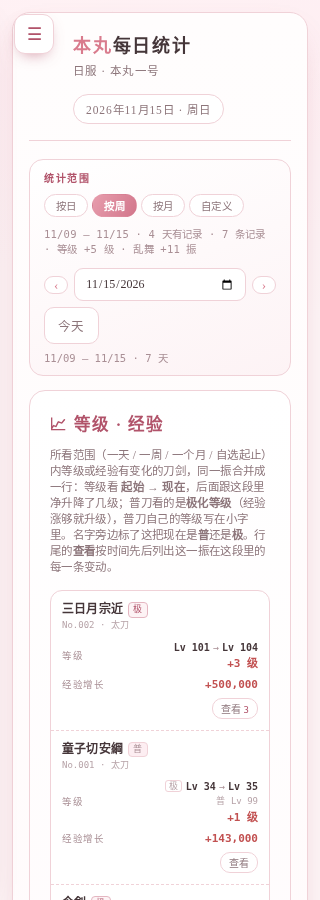 ☰
本丸每日统计
日服 · 本丸一号
2026年11月15日 · 周日
统计范围
按日 按周 按月 自定义
11/09 — 11/15 · 4 天有记录 · 7 条记录
· 等级 +5 级 · 乱舞 +11 振
‹ 11/15/2026 ›
今天
11/09 — 11/15 · 7 天
等级 · 经验
所看范围（一天 / 一周 / 一个月 / 自选起止）
内等级或经验有变化的刀剑，同一振合并成
一行：等级看 起始 → 现在，后面跟这段里
净升降了几级；普刀看的是极化等级（经验
涨够就升级），普刀自己的等级写在小字
里。名字旁边标了这把现在是普还是极。行
尾的查看按时间先后列出这一振在这段里的
每一条变动。
三日月宗近 极
No.002 · 太刀
等级 Lv 101 → Lv 104
+3 级
经验增长 +500,000
查看 3
童子切安綱 普
No.001 · 太刀
极 Lv 34 → Lv 35
等级 普 Lv 99
+1 级
经验增长 +143,000
查看